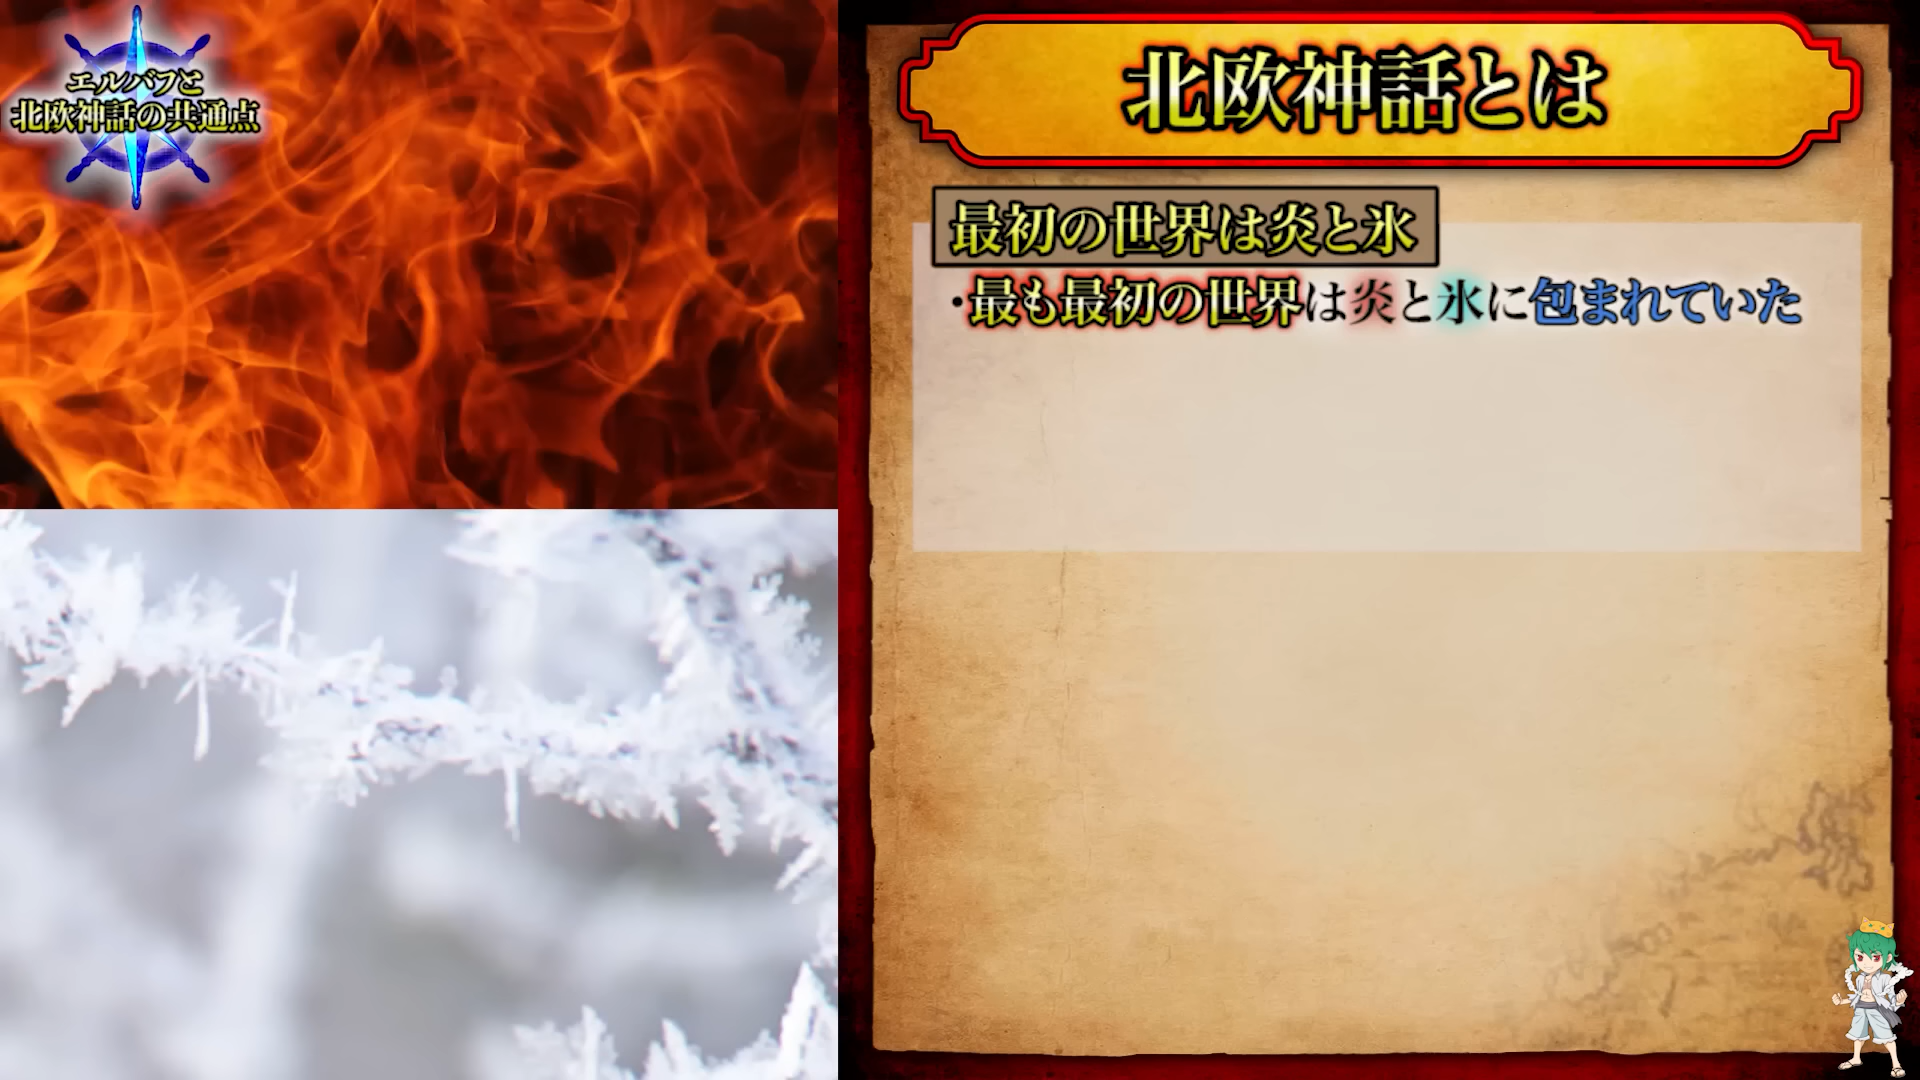 エルバフと
北欧神話の共通点
北欧神話とは
最初の世界は炎と氷
・最も最初の世界は炎と氷に包まれていた